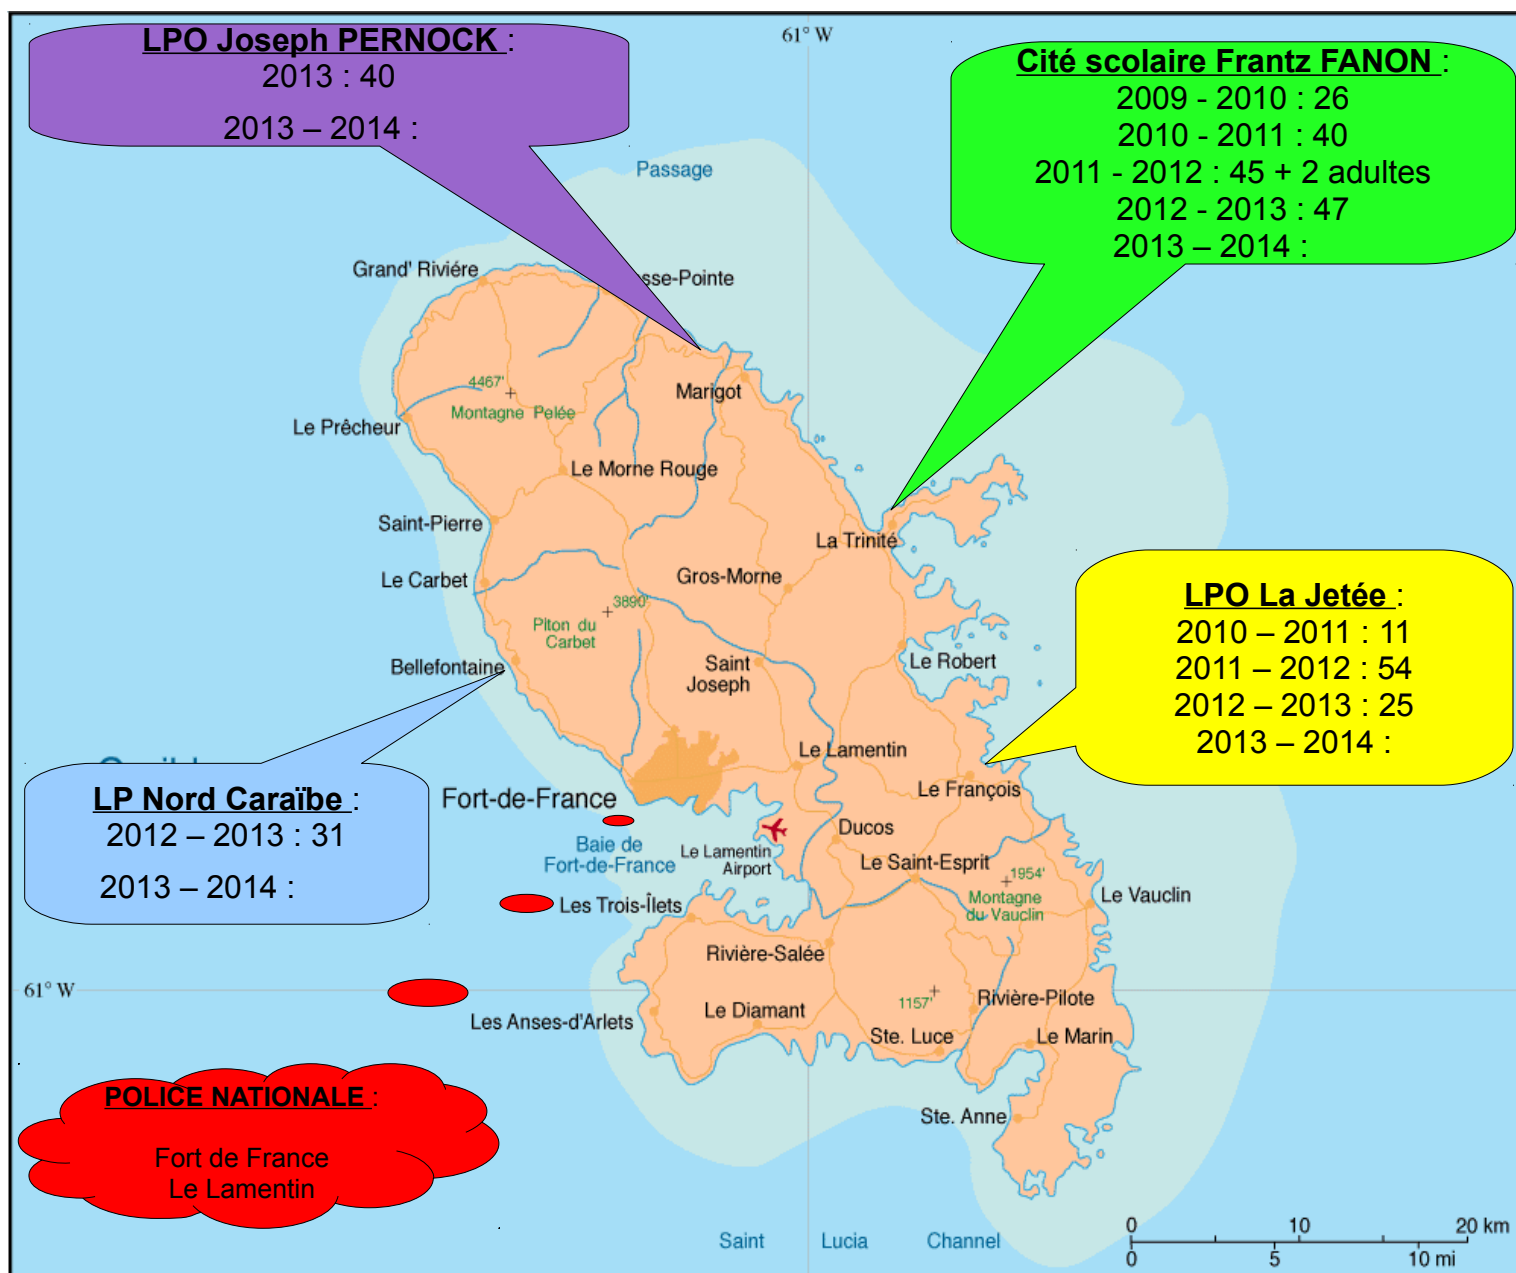 LPO Joseph PERNOCK :
2013 : 40
2013 – 2014 :
61° W
Cité scolaire Frantz FANON :
2009 - 2010 : 26
2010 - 2011 : 40
2011 - 2012 : 45 + 2 adultes
2012 - 2013 : 47
2013 – 2014 :
Passage
Grand' Riviére
sse-Pointe
4467'
Montagne Pelée
Marigot
Le Prêcheur
Le Morne Rouge
Saint-Pierre
La Trinité
Le Carbet
Gros-Morne
3890'
Piton du
Carbet
LPO La Jetée :
2010 – 2011 : 11
2011 – 2012 : 54
2012 – 2013 : 25
2013 – 2014 :
Bellefontaine
Saint
Joseph
Le Robert
Le Lamentin
LP Nord Caraïbe :
2012 – 2013 : 31
2013 – 2014 :
Fort-de-France
Le François
Ducos
Baie de
Fort-de-France
Le Lamentin
Airport
Le Saint-Esprit
1954'
Montagne
du Vauclin
Le Vauclin
Les Trois-Îlets
Rivière-Salée
61° W
1157'
Rivière-Pilote
Les Anses-d'Arlets
Le Diamant
Ste. Luce
Le Marin
POLICE NATIONALE :
Fort de France
Le Lamentin
Ste. Anne
Saint Lucia Channel
0 10 20 km
0 5 10 mi